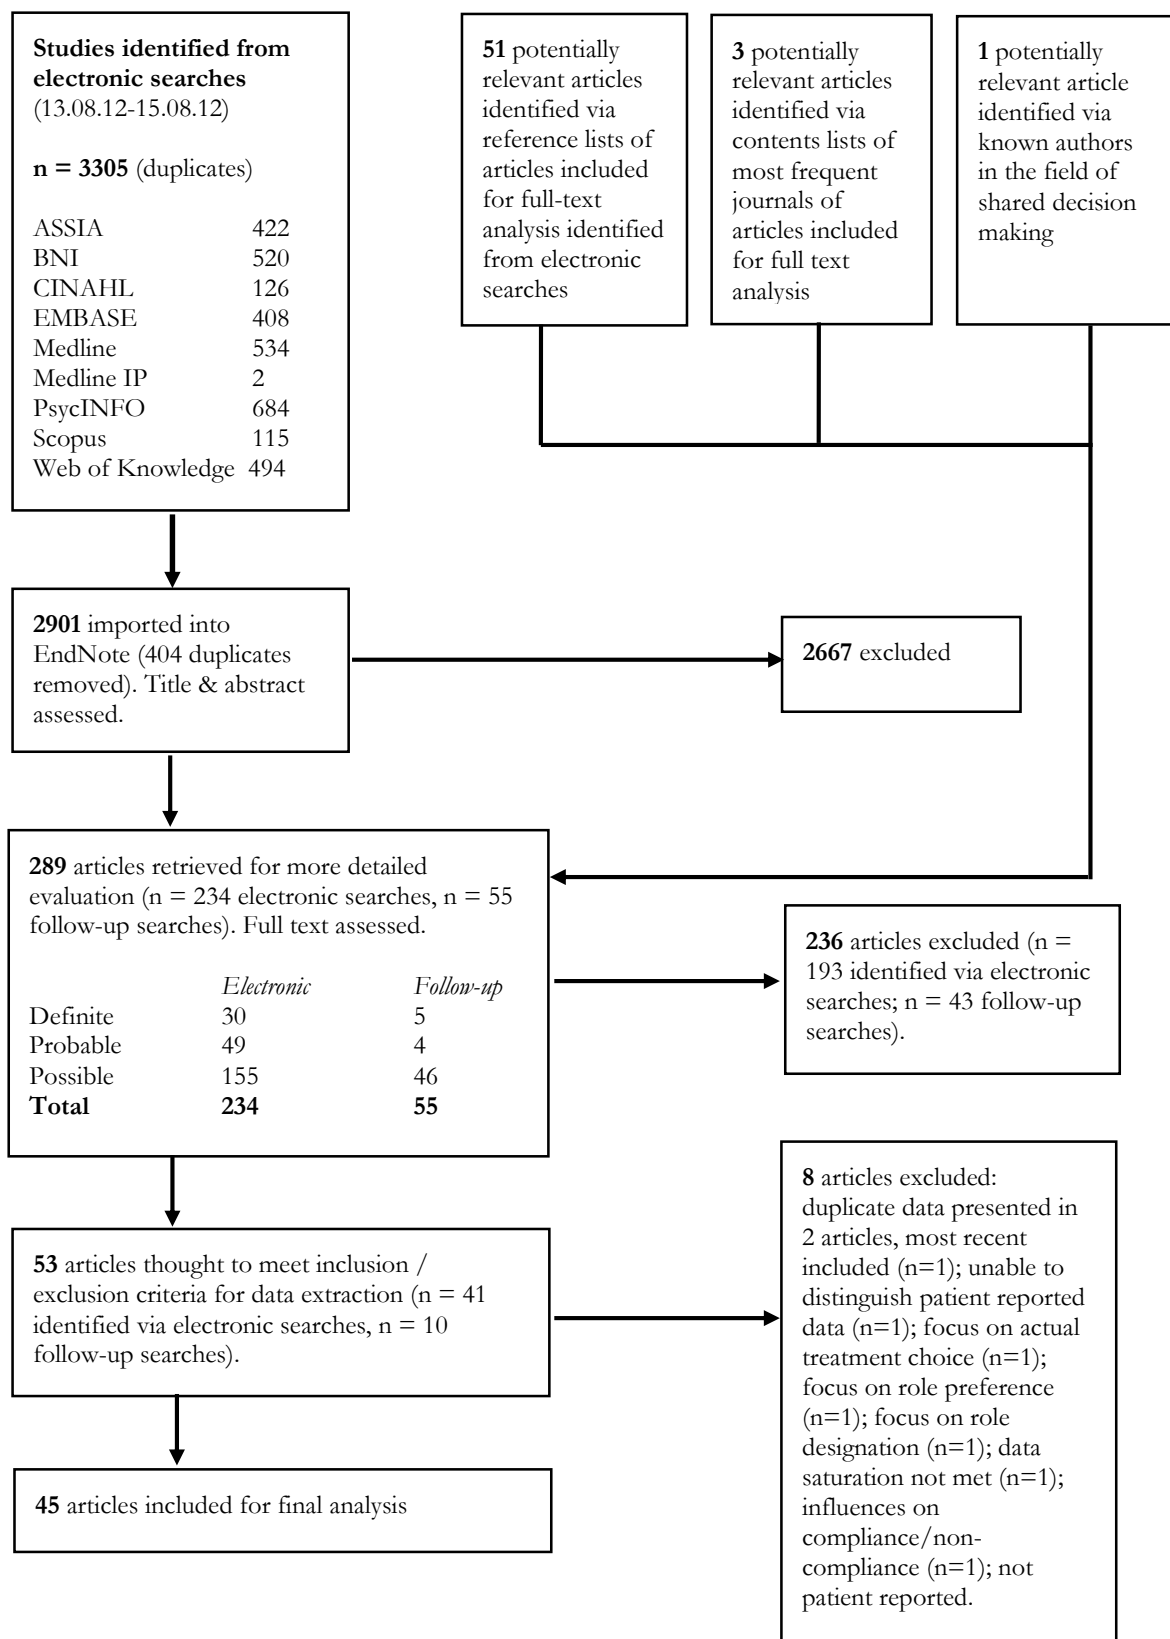 Studies identified from
electronic searches
(13.08.12-15.08.12)
n = 3305 (duplicates)
ASSIA 422
BNI 520
CINAHL 126
EMBASE 408
Medline 534
Medline IP 2
PsycINFO 684
Scopus 115
Web of Knowledge 494
51 potentially
relevant articles
identified via
reference lists of
articles included
for full-text
analysis identified
from electronic
searches
3 potentially
relevant articles
identified via
contents lists of
most frequent
journals of
articles included
for full text
analysis
1 potentially
relevant article
identified via
known authors
in the field of
shared decision
making
2901 imported into
EndNote (404 duplicates
removed). Title & abstract
assessed.
2667 excluded
289 articles retrieved for more detailed
evaluation (n = 234 electronic searches, n = 55
follow-up searches). Full text assessed.
Electronic Follow-up
Definite 30 5
Probable 49 4
Possible 155 46
Total 234 55
236 articles excluded (n =
193 identified via electronic
searches; n = 43 follow-up
searches).
53 articles thought to meet inclusion /
exclusion criteria for data extraction (n = 41
identified via electronic searches, n = 10
follow-up searches).
8 articles excluded:
duplicate data presented in
2 articles, most recent
included (n=1); unable to
distinguish patient reported
data (n=1); focus on actual
treatment choice (n=1);
focus on role preference
(n=1); focus on role
designation (n=1); data
saturation not met (n=1);
influences on
compliance/non-
compliance (n=1); not
patient reported.
45 articles included for final analysis